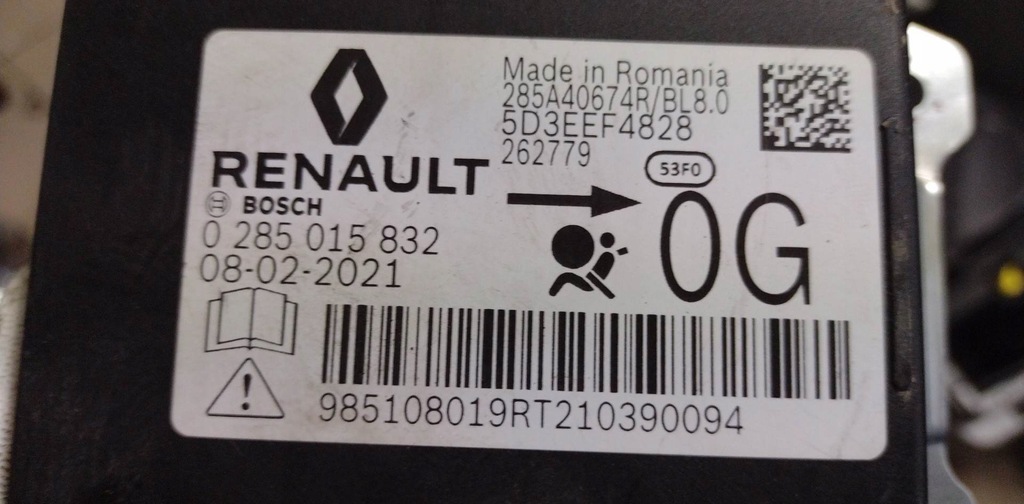 RENAULT
BOSCH
0 285 015 832
08-02-2021
Made in Romania
285A40674R/BL8.0
5D3EEF4828
262779
53F0
0G
985108019RT210390094